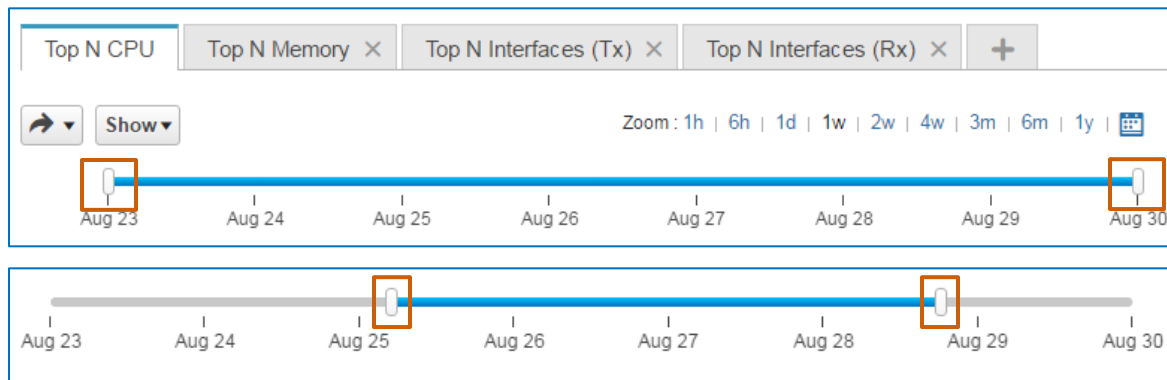 Top N CPU Top N Memory × Top N Interfaces (Tx) × Top N Interfaces (Rx) × +
Show Zoom : 1h | 6h | 1d | 1w | 2w | 4w | 3m | 6m | 1y |
Aug 23 Aug 24 Aug 25 Aug 26 Aug 27 Aug 28 Aug 29 Aug 30
Aug 23 Aug 24 Aug 25 Aug 26 Aug 27 Aug 28 Aug 29 Aug 30